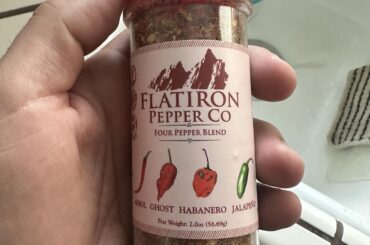 FLATIRON
PEPPER CO
FOUR PEPPER BLEND
GHOST HABANERO JALAPEÑO
Net Weight: 2.0oz (56.69g)